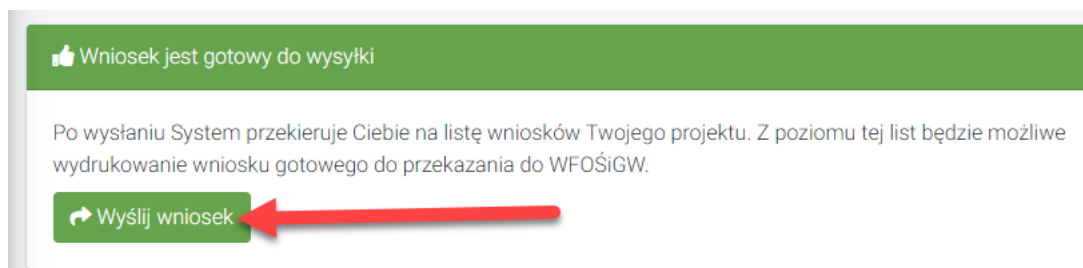 Wniosek jest gotowy do wysyłki
Po wysłaniu System przekieruje Ciebie na listę wniosków Twojego projektu. Z poziomu tej list będzie możliwe
wydrukowanie wniosku gotowego do przekazania do WFOŚiGW.
Wyślij wniosek